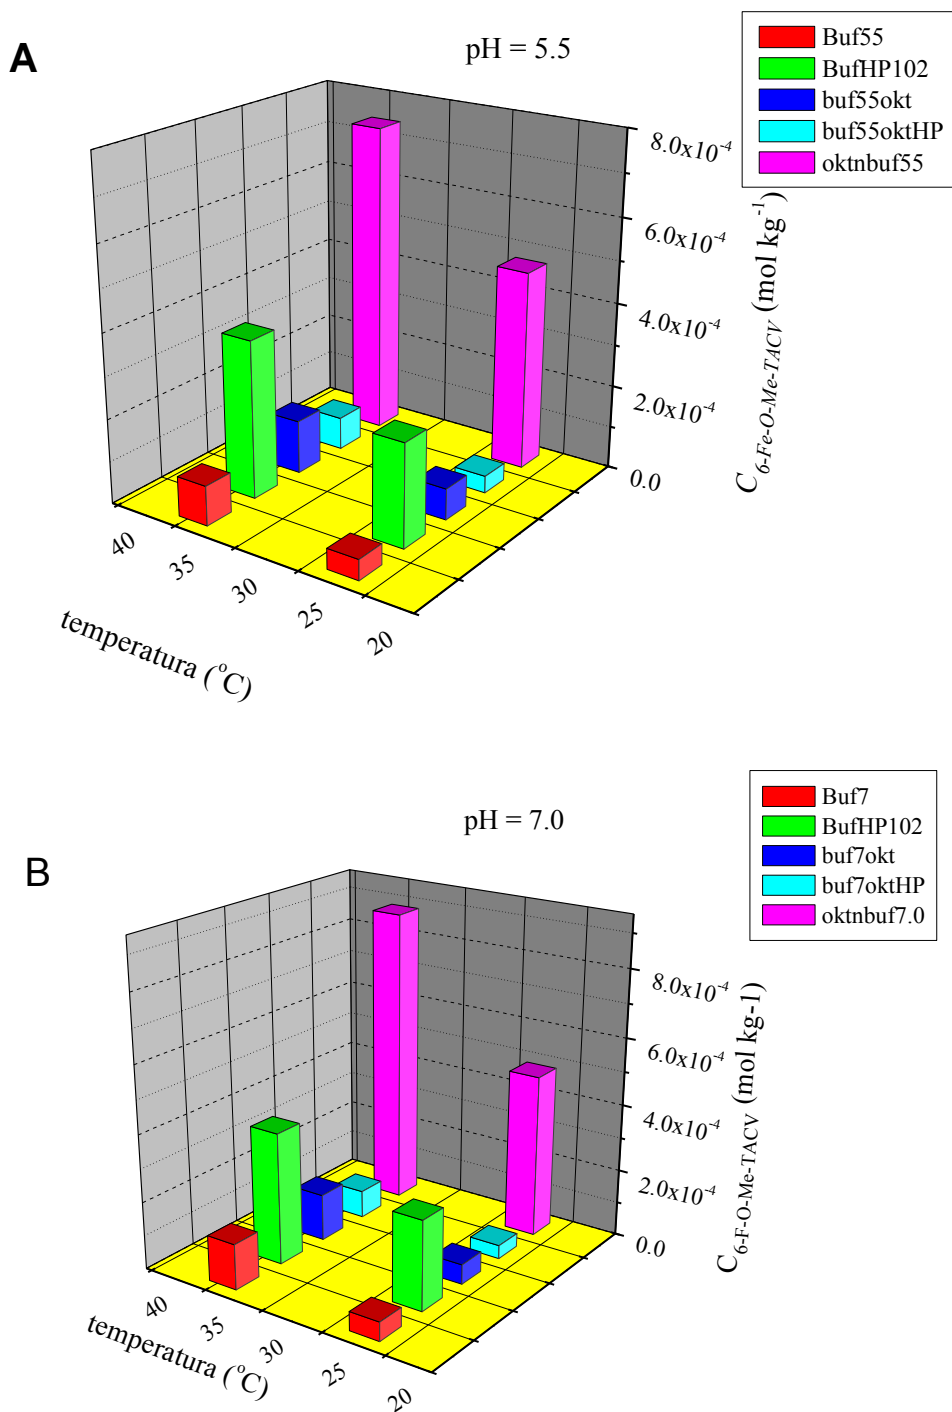 A
pH = 5.5
Buf55
BufHP102
buf55okt
buf55oktHP
oktnbuf55
8.0x10⁻⁴
6.0x10⁻⁴
4.0x10⁻⁴
2.0x10⁻⁴
0.0
C 6-Fe-O-Me-TACV (mol kg⁻¹)
40
35
30
25
20
temperatura (°C)
B
pH = 7.0
Buf7
BufHP102
buf7okt
buf7oktHP
oktnbuf7.0
8.0x10⁻⁴
6.0x10⁻⁴
4.0x10⁻⁴
2.0x10⁻⁴
0.0
C 6-F-O-Me-TACV (mol kg-1)
40
35
30
25
20
temperatura (°C)